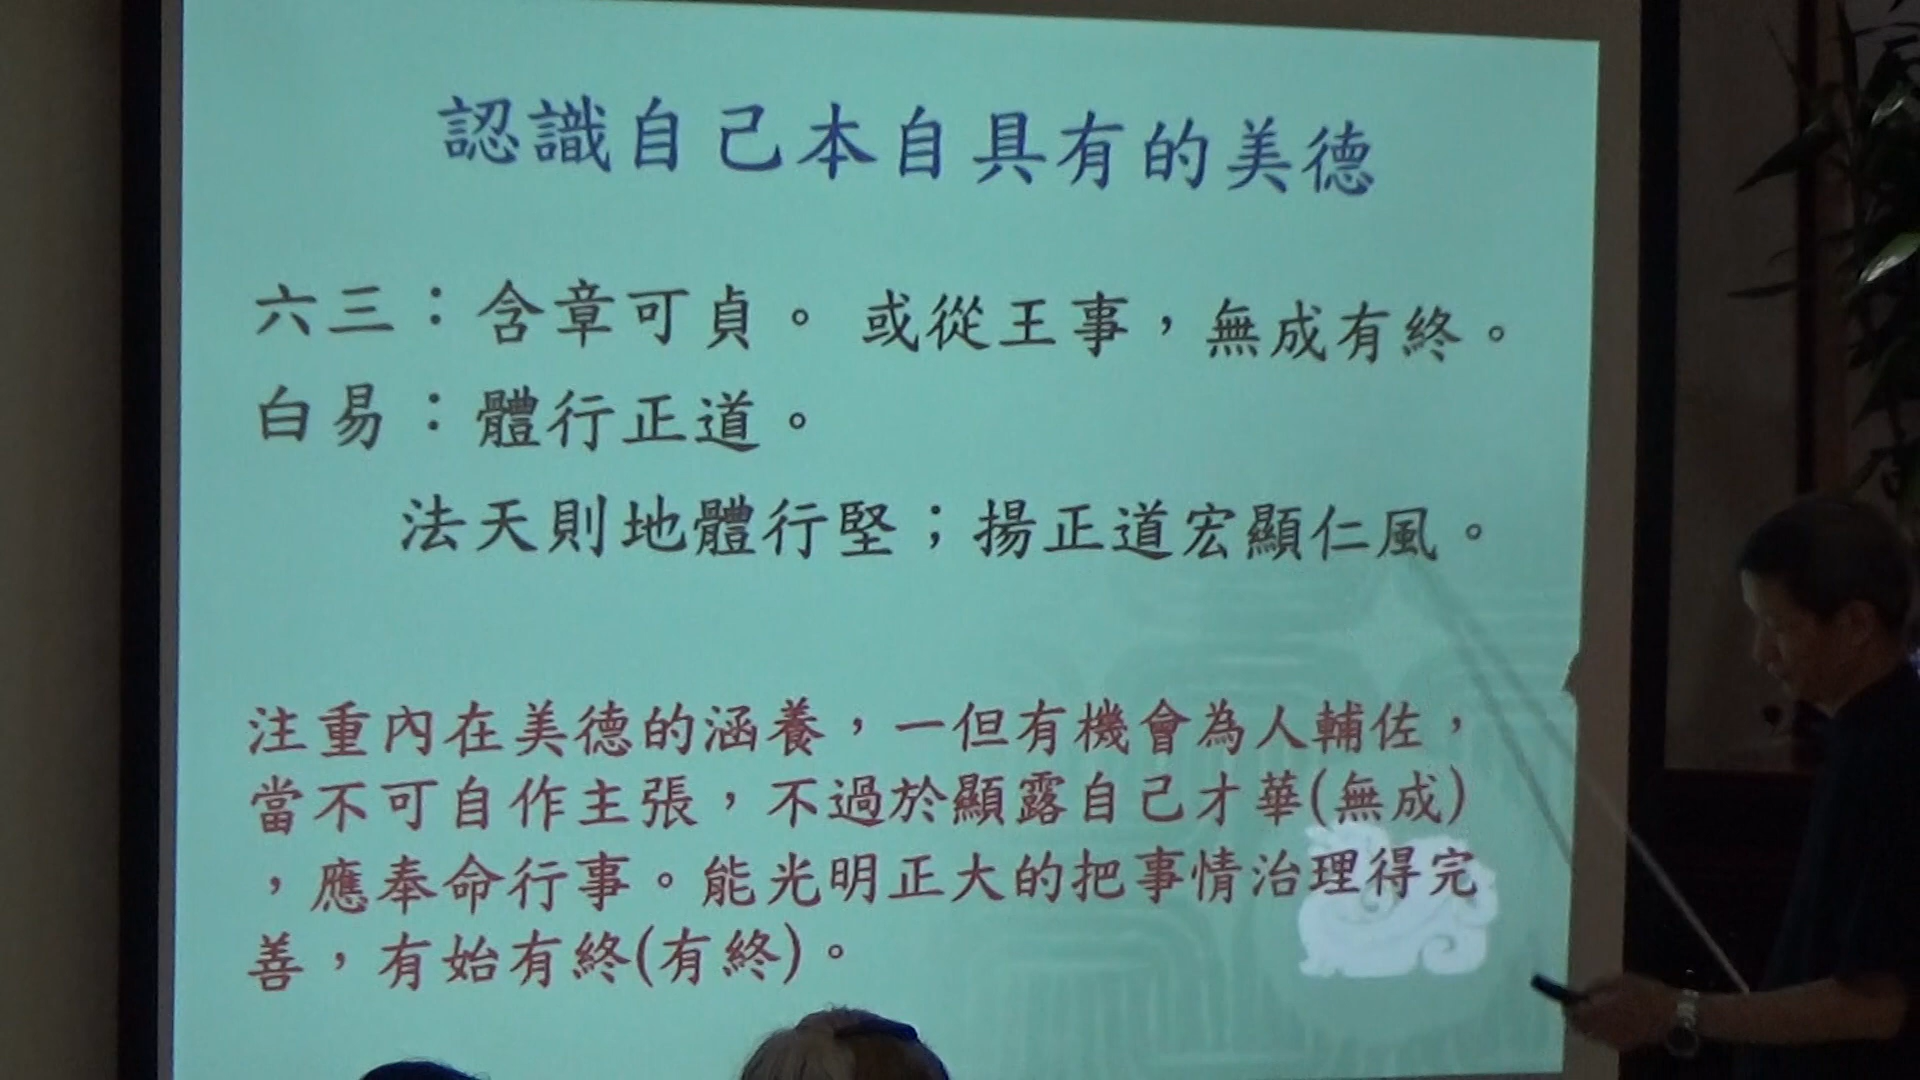 認識自己本自具有的美德
六三：含章可貞。 或從王事，無成有終。
白易：體行正道。
法天則地體行堅；揚正道宏顯仁風。
注重內在美德的涵養，一但有機會為人輔佐，
當不可自作主張，不過於顯露自己才華(無成)
，應奉命行事。能光明正大的把事情治理得完
善，有始有終(有終)。